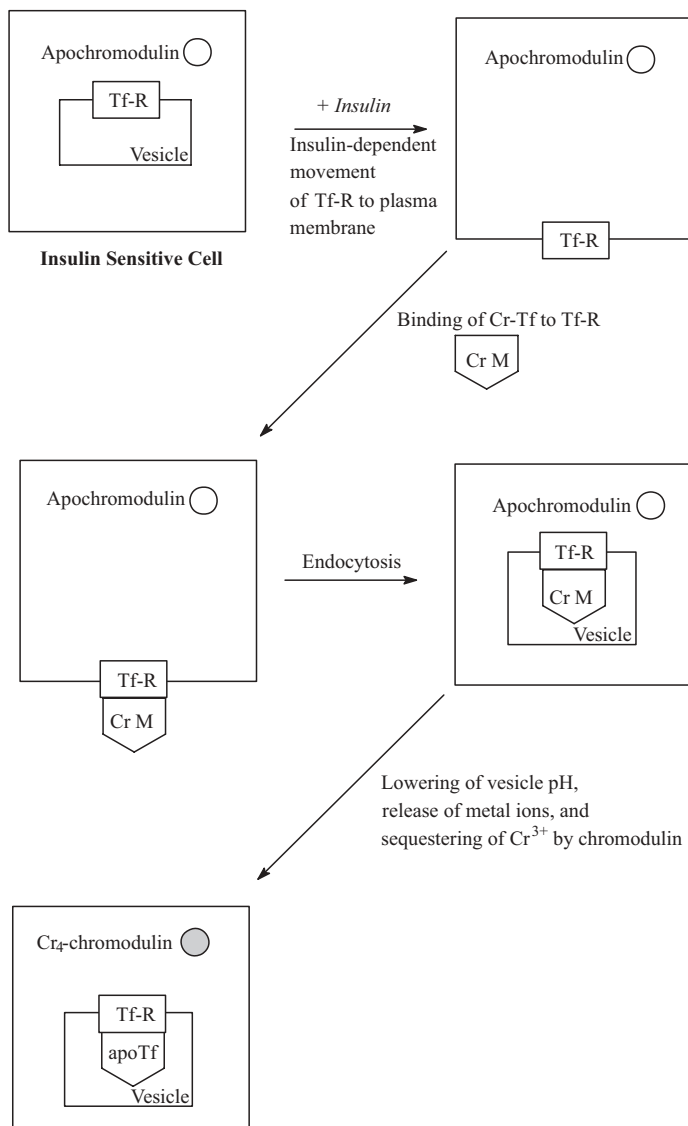 Apochromodulin
Tf-R
Vesicle
Insulin Sensitive Cell
+ Insulin
Insulin-dependent
movement
of Tf-R to plasma
membrane
Apochromodulin
Tf-R
Binding of Cr-Tf to Tf-R
Cr M
Apochromodulin
Tf-R
Cr M
Endocytosis
Apochromodulin
Tf-R
Cr M
Vesicle
Lowering of vesicle pH,
release of metal ions, and
sequestering of Cr³⁺ by chromodulin
Cr₄-chromodulin
Tf-R
apoTf
Vesicle